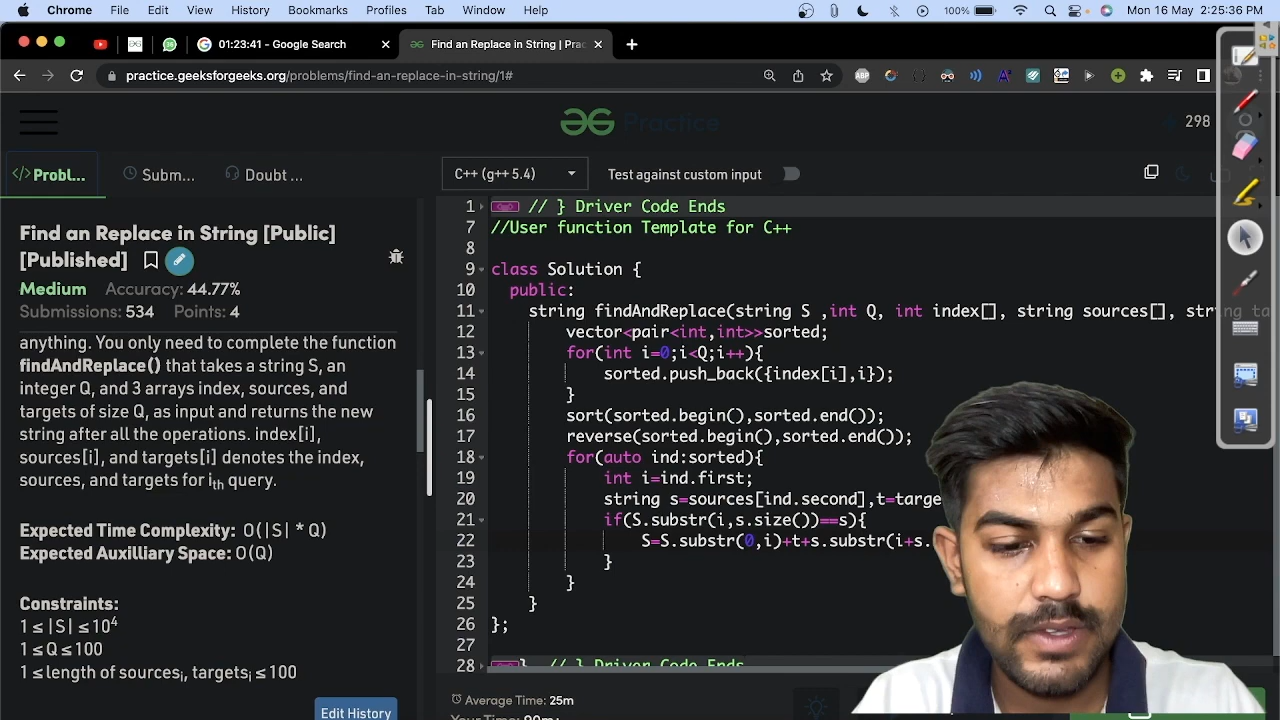 Chrome File Edit View History Bookmarks Profiles Tab Window Help 100% Mon 16 May 2:25:36 PM
01:23:41 - Google Search
Find an Replace in String | Prac
practice.geeksforgeeks.org/problems/find-an-replace-in-string/1#
Practice
298
</> Probl...
Subm...
Doubt ...
C++ (g++ 5.4)
Test against custom input
Find an Replace in String [Public]
[Published]
Medium Accuracy: 44.77%
Submissions: 534 Points: 4
anything. You only need to complete the function
findAndReplace() that takes a string S, an
integer Q, and 3 arrays index, sources, and
targets of size Q, as input and returns the new
string after all the operations. index[i],
sources[i], and targets[i] denotes the index,
sources, and targets for ith query.
Expected Time Complexity: O(|S| * Q)
Expected Auxilliary Space: O(Q)
Constraints:
1 ≤ |S| ≤ 10⁴
1 ≤ Q ≤ 100
1 ≤ length of sourcesi, targetsi ≤ 100
Edit History
1 // } Driver Code Ends
7 //User function Template for C++
8
9 class Solution {
10 public:
11 string findAndReplace(string S ,int Q, int index[], string sources[], string ta
12 vector<pair<int,int>>sorted;
13 for(int i=0;i<Q;i++){
14 sorted.push_back({index[i],i});
15 }
16 sort(sorted.begin(),sorted.end());
17 reverse(sorted.begin(),sorted.end());
18 for(auto ind:sorted){
19 int i=ind.first;
20 string s=sources[ind.second],t=targe
21 if(S.substr(i,s.size())==s){
22 S=S.substr(0,i)+t+s.substr(i+s.
23 }
24 }
25 }
26 };
27
28 } // } Driver Code Ends
Average Time: 25m
Your Time: 90m